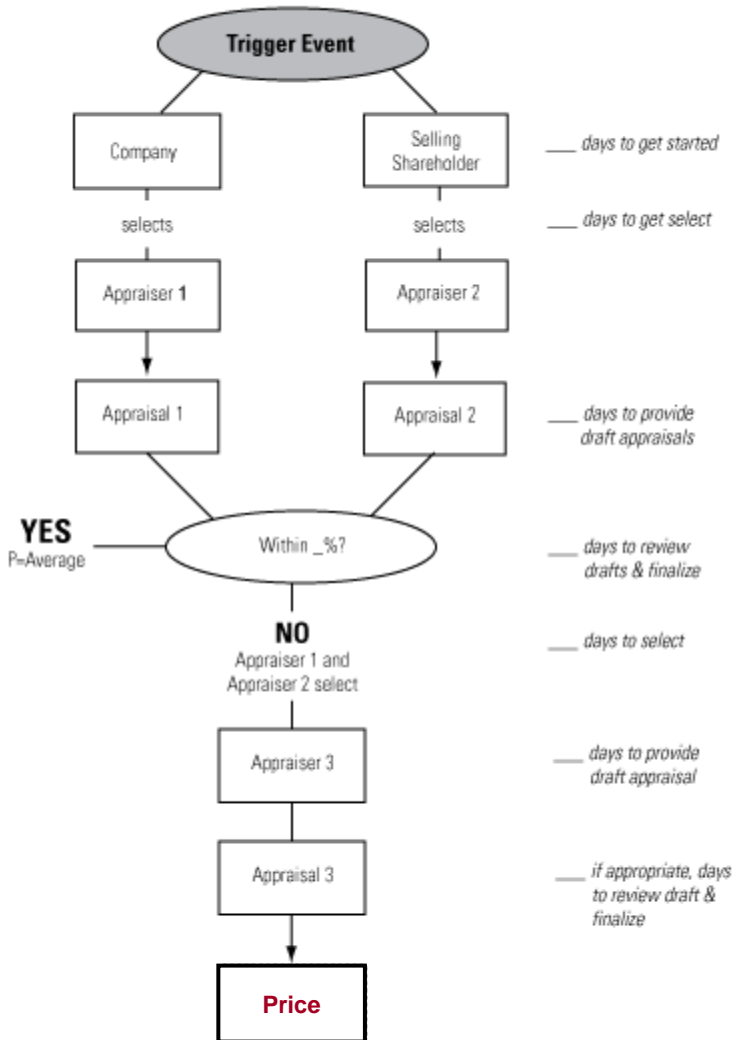 Trigger Event
Company
Selling
Shareholder
___ days to get started
selects
selects
___ days to get select
Appraiser 1
Appraiser 2
Appraisal 1
Appraisal 2
___ days to provide
draft appraisals
YES
P=Average
Within _%?
___ days to review
drafts & finalize
NO
Appraiser 1 and
Appraiser 2 select
___ days to select
Appraiser 3
___ days to provide
draft appraisal
Appraisal 3
___ if appropriate, days
to review draft &
finalize
Price